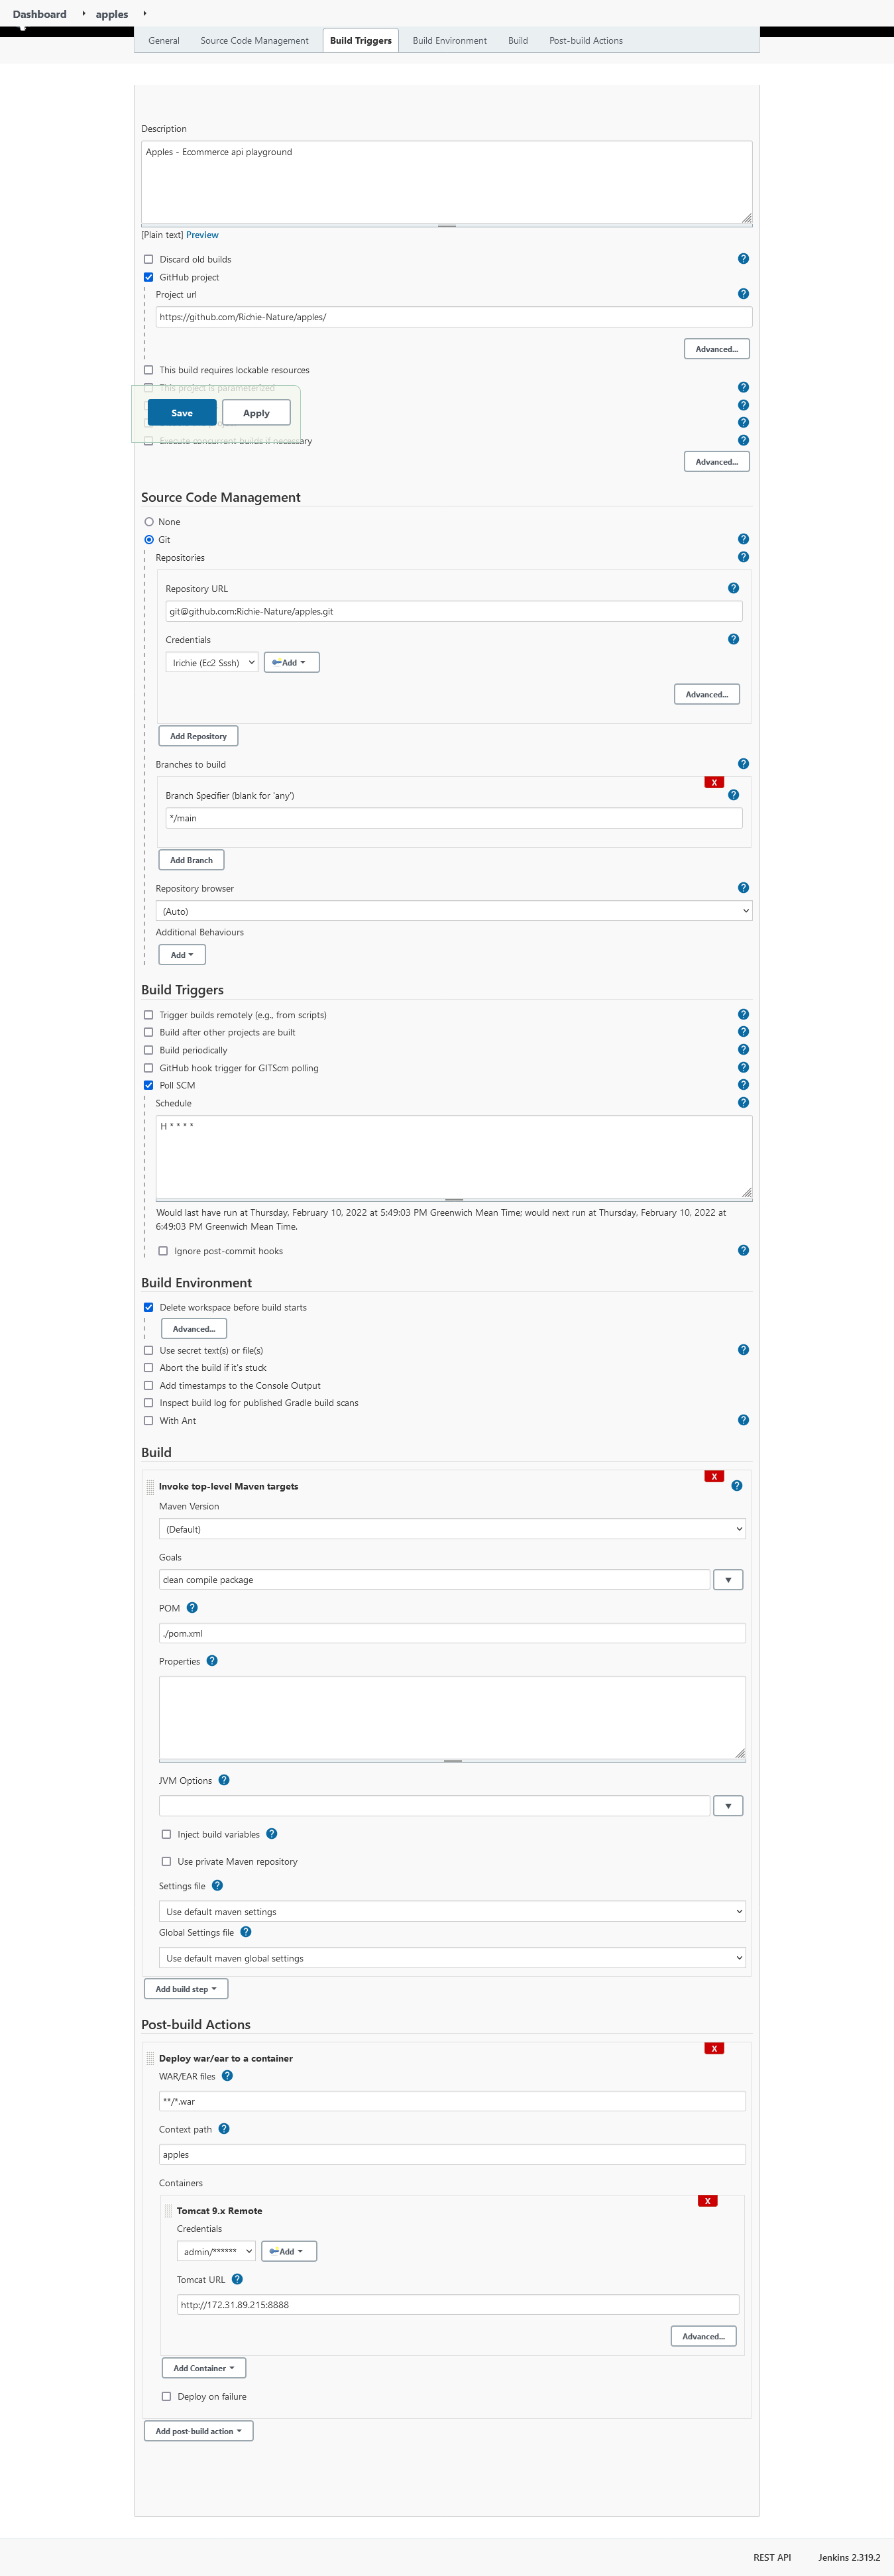 Dashboard apples
General Source Code Management Build Triggers Build Environment Build Post-build Actions
Description
Apples - Ecommerce api playground
[Plain text] Preview
Discard old builds
GitHub project
Project url
https://github.com/Richie-Nature/apples/
Advanced...
This build requires lockable resources
This project is parameterized
Save Apply
Execute concurrent builds if necessary
Advanced...
Source Code Management
None
Git
Repositories
Repository URL
git@github.com:Richie-Nature/apples.git
Credentials
Irichie (Ec2 Sssh) Add
Advanced...
Add Repository
Branches to build
X
Branch Specifier (blank for 'any')
*/main
Add Branch
Repository browser
(Auto)
Additional Behaviours
Add
Build Triggers
Trigger builds remotely (e.g., from scripts)
Build after other projects are built
Build periodically
GitHub hook trigger for GITScm polling
Poll SCM
Schedule
H * * * *
Would last have run at Thursday, February 10, 2022 at 5:49:03 PM Greenwich Mean Time; would next run at Thursday, February 10, 2022 at
6:49:03 PM Greenwich Mean Time.
Ignore post-commit hooks
Build Environment
Delete workspace before build starts
Advanced...
Use secret text(s) or file(s)
Abort the build if it's stuck
Add timestamps to the Console Output
Inspect build log for published Gradle build scans
With Ant
Build
X
Invoke top-level Maven targets
Maven Version
(Default)
Goals
clean compile package
POM
./pom.xml
Properties
JVM Options
Inject build variables
Use private Maven repository
Settings file
Use default maven settings
Global Settings file
Use default maven global settings
Add build step
Post-build Actions
X
Deploy war/ear to a container
WAR/EAR files
**/*.war
Context path
apples
Containers
X
Tomcat 9.x Remote
Credentials
admin/****** Add
Tomcat URL
http://172.31.89.215:8888
Advanced...
Add Container
Deploy on failure
Add post-build action
REST API Jenkins 2.319.2